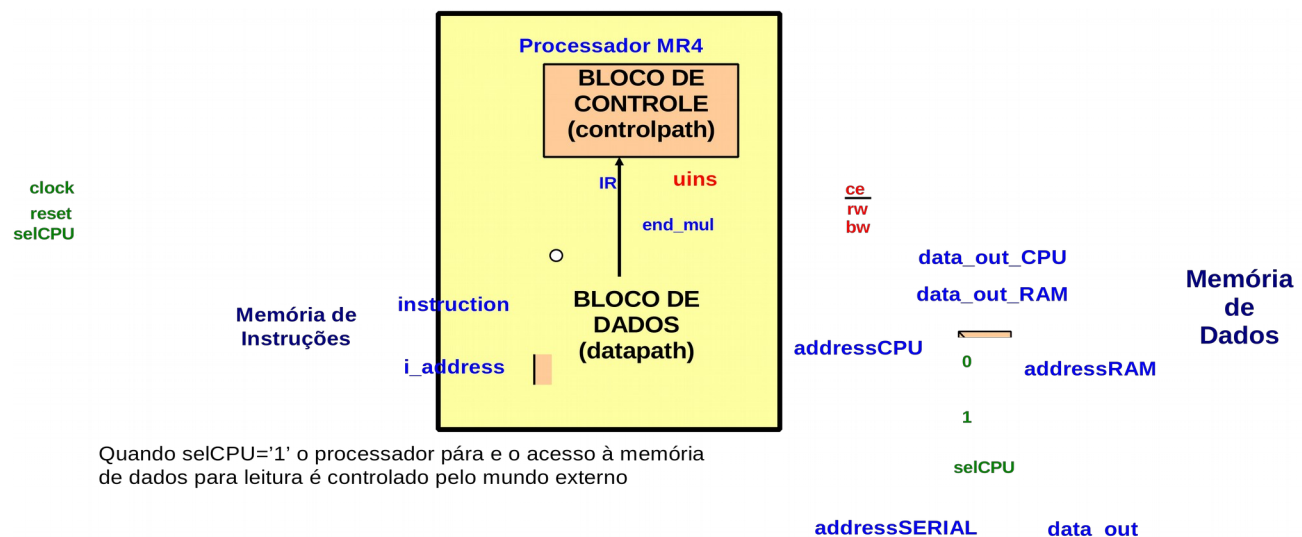 Processador MR4
BLOCO DE
CONTROLE
(controlpath)
IR
uins
end_mul
clock
reset
selCPU
ce
rw
bw
data_out_CPU
data_out_RAM
Memória
de
Dados
Memória de
Instruções
instruction
i_address
BLOCO DE
DADOS
(datapath)
addressCPU
0
addressRAM
1
selCPU
Quando selCPU=’1’ o processador pára e o acesso à memória
de dados para leitura é controlado pelo mundo externo
addressSERIAL
data_out